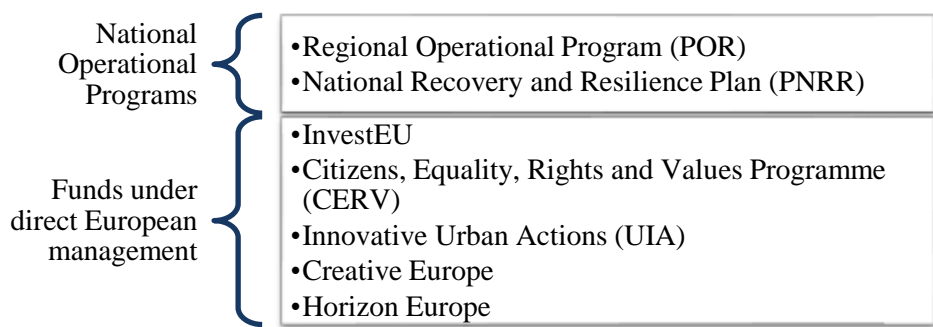 National
Operational
Programs
•Regional Operational Program (POR)
•National Recovery and Resilience Plan (PNRR)
Funds under
direct European
management
•InvestEU
•Citizens, Equality, Rights and Values Programme
(CERV)
•Innovative Urban Actions (UIA)
•Creative Europe
•Horizon Europe